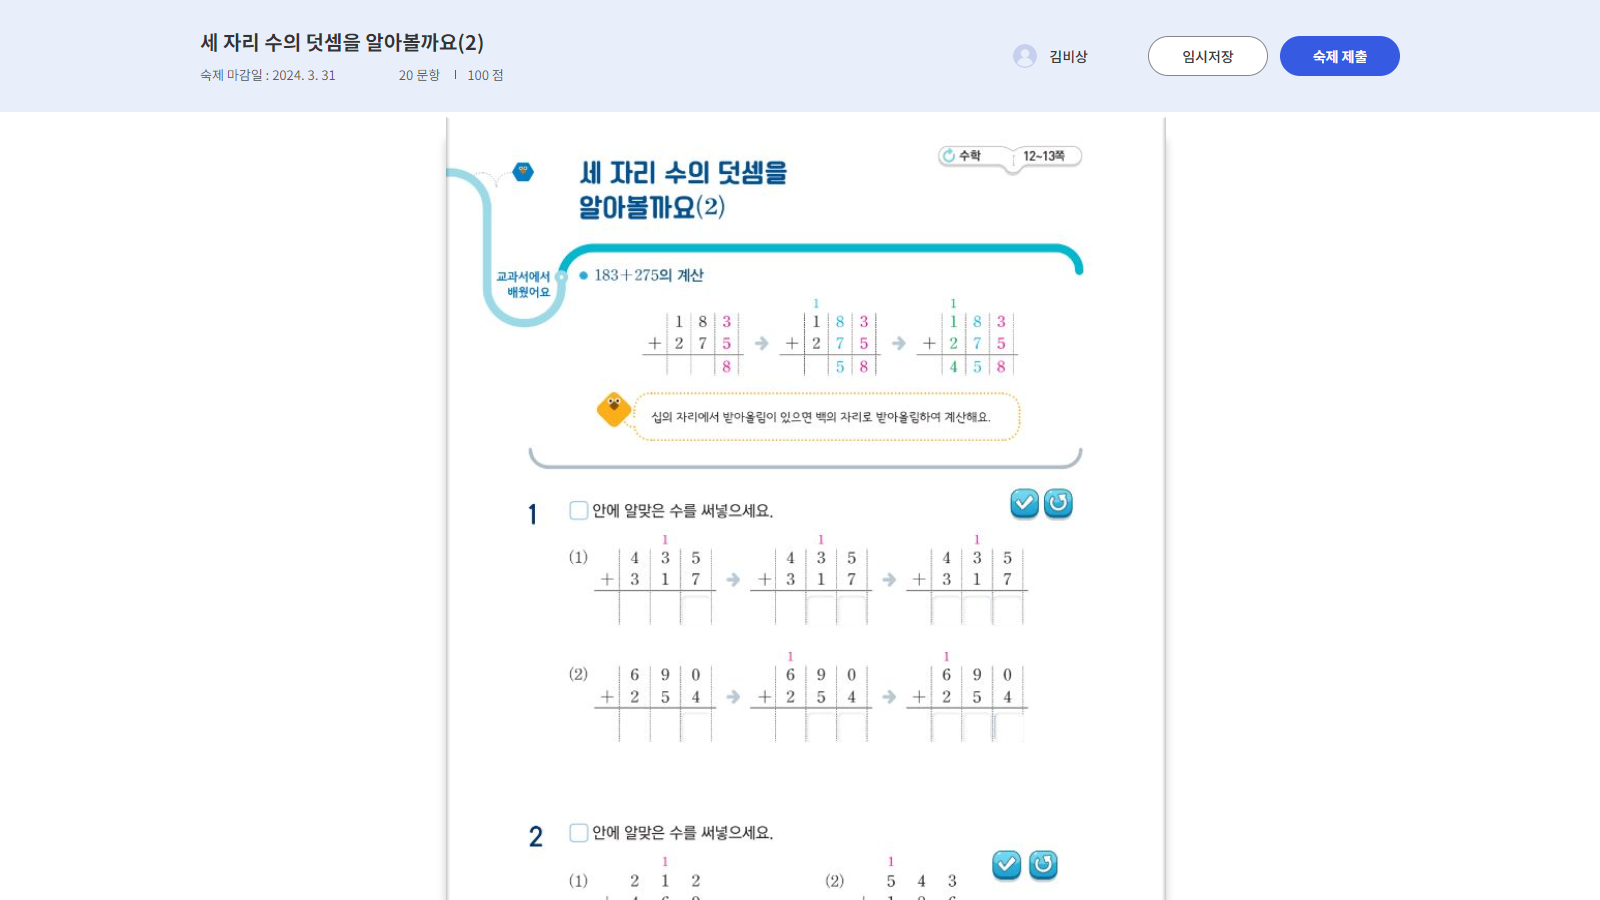 세 자리 수의 덧셈을 알아볼까요(2)
숙제 마감일 : 2024. 3. 31 20 문항 | 100 점
김비상
임시저장
숙제 제출
수학 12~13쪽
세 자리 수의 덧셈을
알아볼까요(2)
교과서에서
배웠어요
● 183+275의 계산
1 1
1 8 3 1 8 3 1 8 3
+ 2 7 5 → + 2 7 5 → + 2 7 5
8 5 8 4 5 8
십의 자리에서 받아올림이 있으면 백의 자리로 받아올림하여 계산해요.
1 □ 안에 알맞은 수를 써넣으세요.
1 1 1
(1) 4 3 5 4 3 5 4 3 5
+ 3 1 7 → + 3 1 7 → + 3 1 7
1 1
(2) 6 9 0 6 9 0 6 9 0
+ 2 5 4 → + 2 5 4 → + 2 5 4
2 □ 안에 알맞은 수를 써넣으세요.
1 1
(1) 2 1 2 (2) 5 4 3